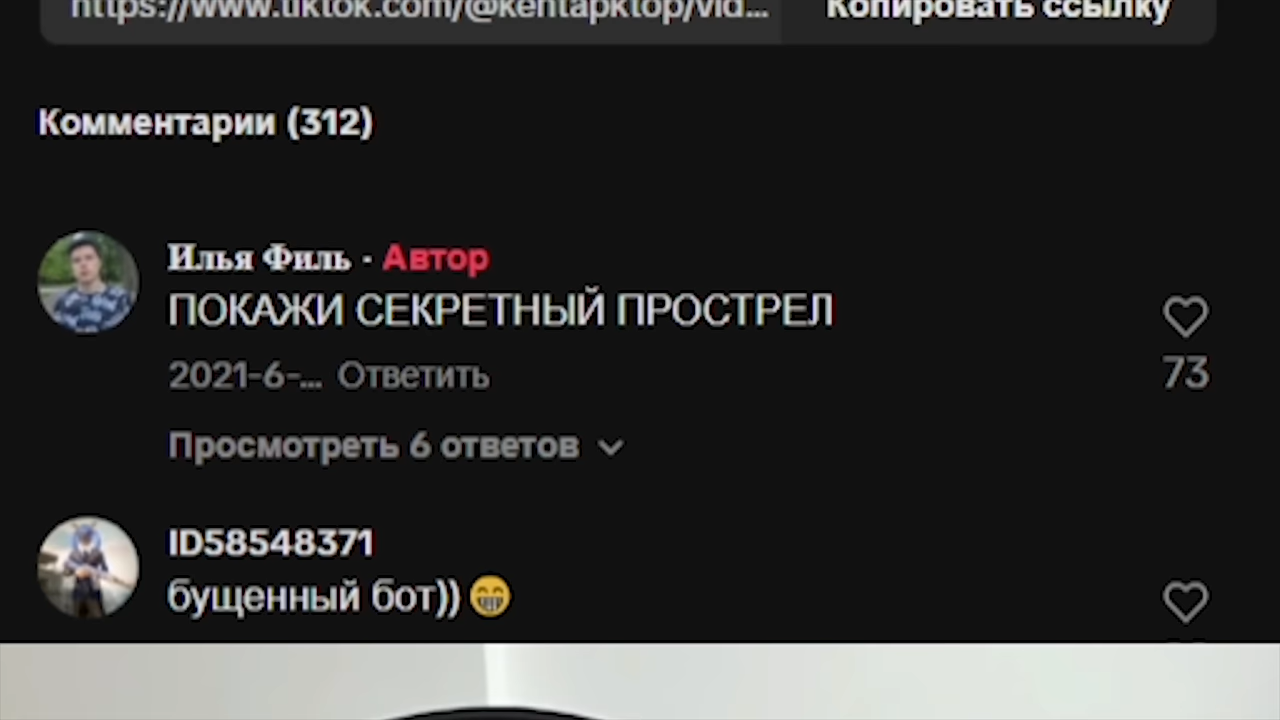 https://www.tiktok.com/@kentapktop/vid... Копировать ссылку
Комментарии (312)
Илья Филь · Автор
ПОКАЖИ СЕКРЕТНЫЙ ПРОСТРЕЛ
2021-6-... Ответить
73
Просмотреть 6 ответов
ID58548371
бущенный бот)) 😁